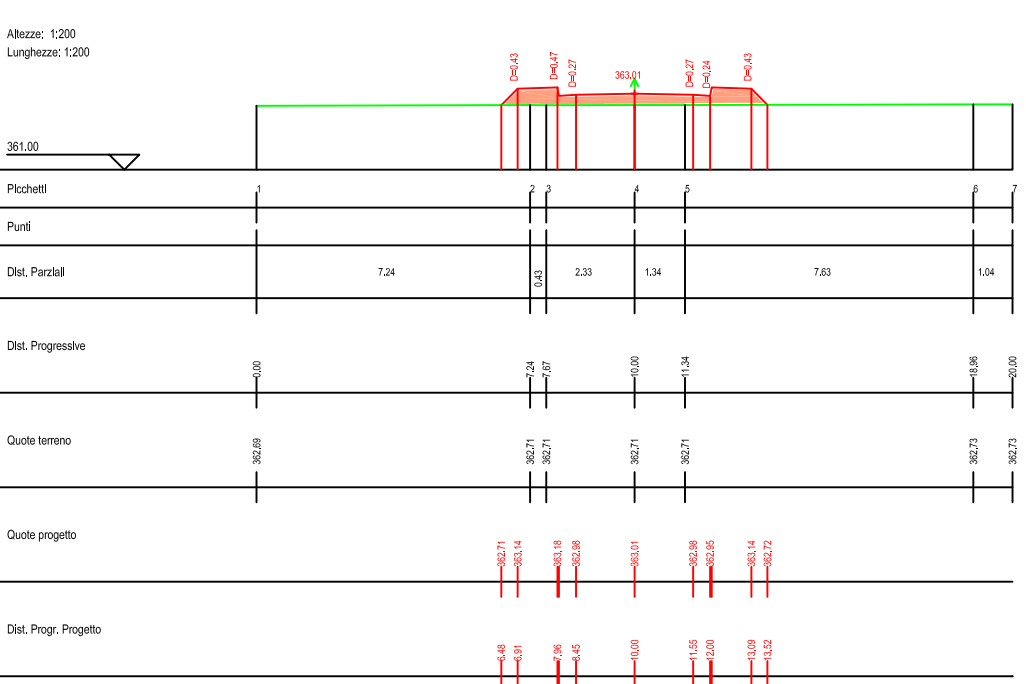 Altezze: 1:200
Lunghezze: 1:200
D=0.43
D=0.47
D=0.27
363.01
D=0.27
D=0.24
D=0.43
361.00
Picchetti 1 2 3 4 5 6 7
Punti
Dist. Parziali 7.24 0.43 2.33 1.34 7.63 1.04
Dist. Progressive 0.00 7.24 7.67 10.00 11.34 18.96 20.00
Quote terreno 362.69 362.71 362.71 362.71 362.71 362.73 362.73
Quote progetto 362.71 363.14 363.18 362.98 363.01 362.98 362.95 363.14 362.72
Dist. Progr. Progetto 6.48 6.91 7.96 8.45 10.00 11.55 12.00 13.09 13.52